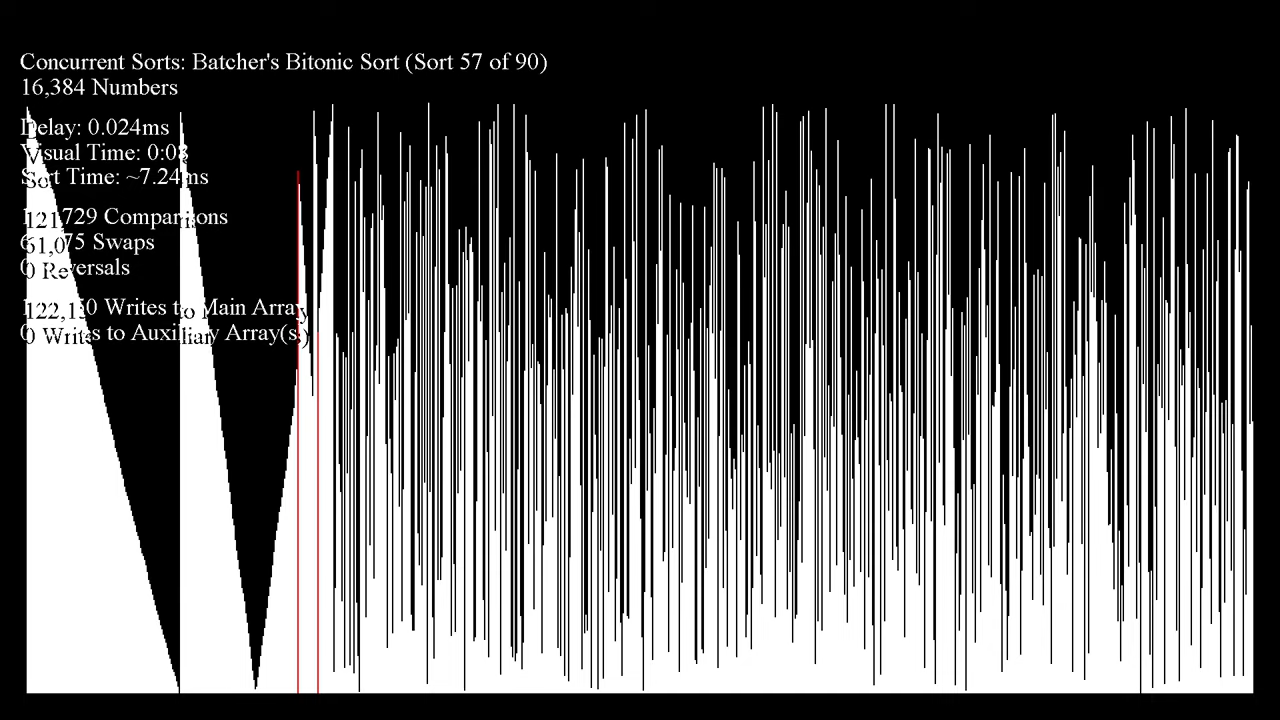 Concurrent Sorts: Batcher's Bitonic Sort (Sort 57 of 90)
16,384 Numbers
Delay: 0.024ms
Visual Time: 0:08
Sort Time: ~7.24ms
121,729 Comparisons
61,075 Swaps
0 Reversals
Writes to Main Array
0 Writes to Auxiliary Array(s)